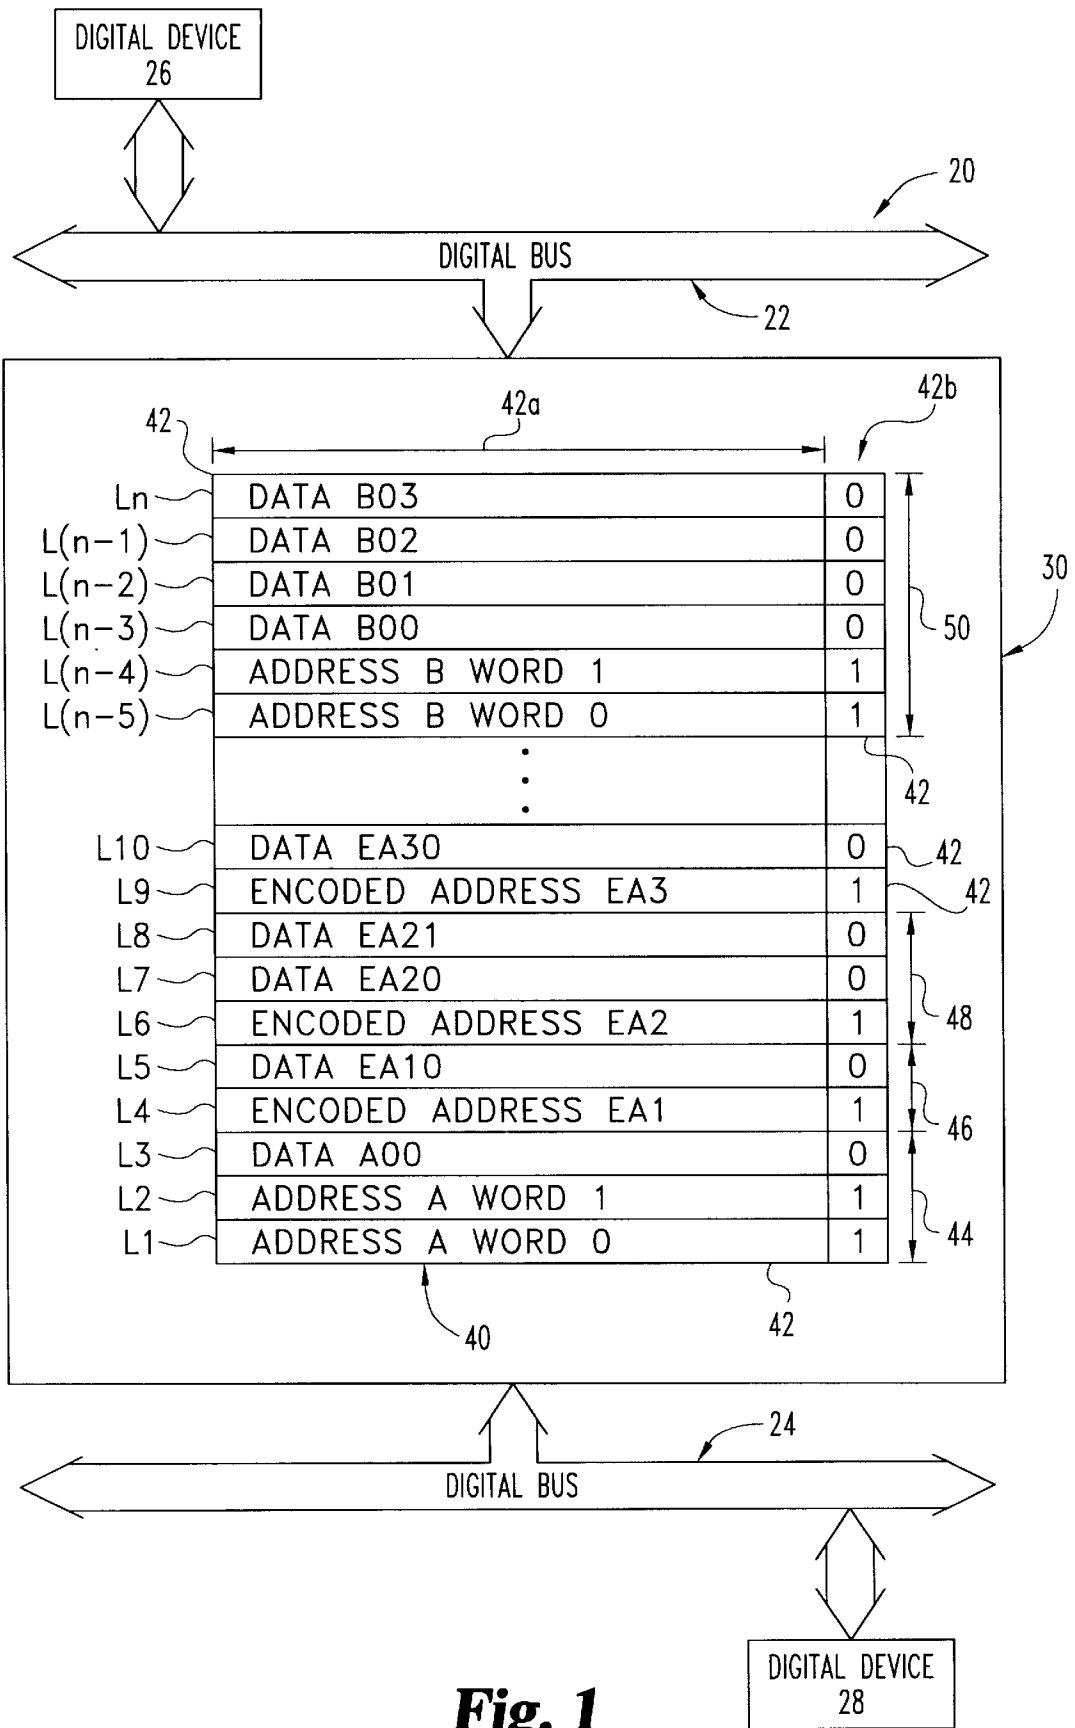 DIGITAL DEVICE
26
20
DIGITAL BUS
22
42
42a
42b
Ln DATA B03 0
L(n-1) DATA B02 0
L(n-2) DATA B01 0
L(n-3) DATA B00 0
L(n-4) ADDRESS B WORD 1 1
L(n-5) ADDRESS B WORD 0 1
50
30
42
L10 DATA EA30 0 42
L9 ENCODED ADDRESS EA3 1 42
L8 DATA EA21 0
L7 DATA EA20 0
L6 ENCODED ADDRESS EA2 1 48
L5 DATA EA10 0
L4 ENCODED ADDRESS EA1 1 46
L3 DATA A00 0
L2 ADDRESS A WORD 1 1
L1 ADDRESS A WORD 0 1 44
40
42
24
DIGITAL BUS
DIGITAL DEVICE
28
Fig. 1